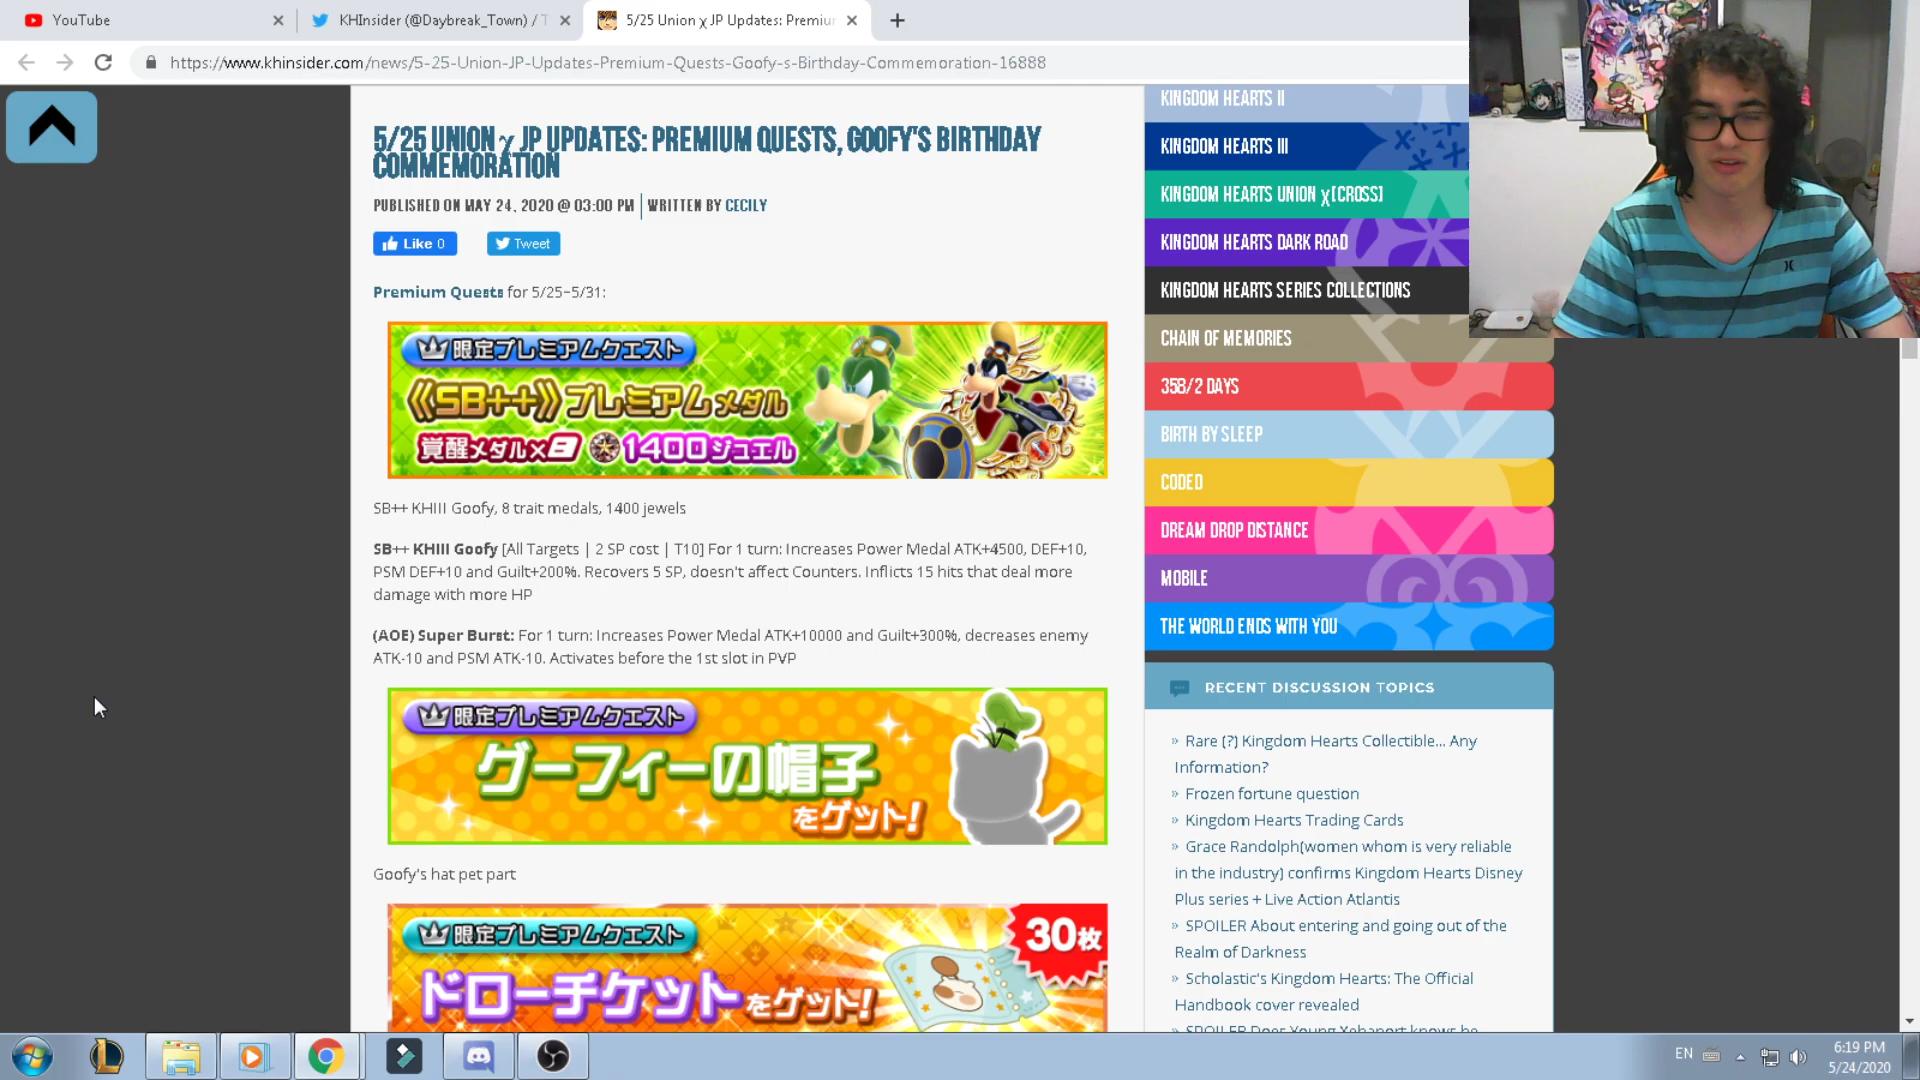 YouTube
KHInsider (@Daybreak_Town) / T
5/25 Union χ JP Updates: Premiu
https://www.khinsider.com/news/5-25-Union-JP-Updates-Premium-Quests-Goofy-s-Birthday-Commemoration-16888
5/25 UNION χ JP UPDATES: PREMIUM QUESTS, GOOFY'S BIRTHDAY
COMMEMORATION
PUBLISHED ON MAY 24, 2020 @ 03:00 PM | WRITTEN BY CECILY
Like 0
Tweet
Premium Quests for 5/25-5/31:
限定プレミアムクエスト
《SB++》プレミアムメダル
覚醒メダル×8 1400ジュエル
SB++ KHIII Goofy, 8 trait medals, 1400 jewels
SB++ KHIII Goofy [All Targets | 2 SP cost | T10] For 1 turn: Increases Power Medal ATK+4500, DEF+10,
PSM DEF+10 and Guilt+200%. Recovers 5 SP, doesn't affect Counters. Inflicts 15 hits that deal more
damage with more HP
(AOE) Super Burst: For 1 turn: Increases Power Medal ATK+10000 and Guilt+300%, decreases enemy
ATK-10 and PSM ATK-10. Activates before the 1st slot in PVP
限定プレミアムクエスト
グーフィーの帽子
をゲット!
Goofy's hat pet part
限定プレミアムクエスト
30枚
ドローチケットをゲット!
KINGDOM HEARTS II
KINGDOM HEARTS III
KINGDOM HEARTS UNION χ[CROSS]
KINGDOM HEARTS DARK ROAD
KINGDOM HEARTS SERIES COLLECTIONS
CHAIN OF MEMORIES
358/2 DAYS
BIRTH BY SLEEP
CODED
DREAM DROP DISTANCE
MOBILE
THE WORLD ENDS WITH YOU
RECENT DISCUSSION TOPICS
» Rare (?) Kingdom Hearts Collectible... Any
Information?
» Frozen fortune question
» Kingdom Hearts Trading Cards
» Grace Randolph(women whom is very reliable
in the industry) confirms Kingdom Hearts Disney
Plus series + Live Action Atlantis
» SPOILER About entering and going out of the
Realm of Darkness
» Scholastic's Kingdom Hearts: The Official
Handbook cover revealed
» SPOILER Does Young Xehanort knows he
EN
6:19 PM
5/24/2020